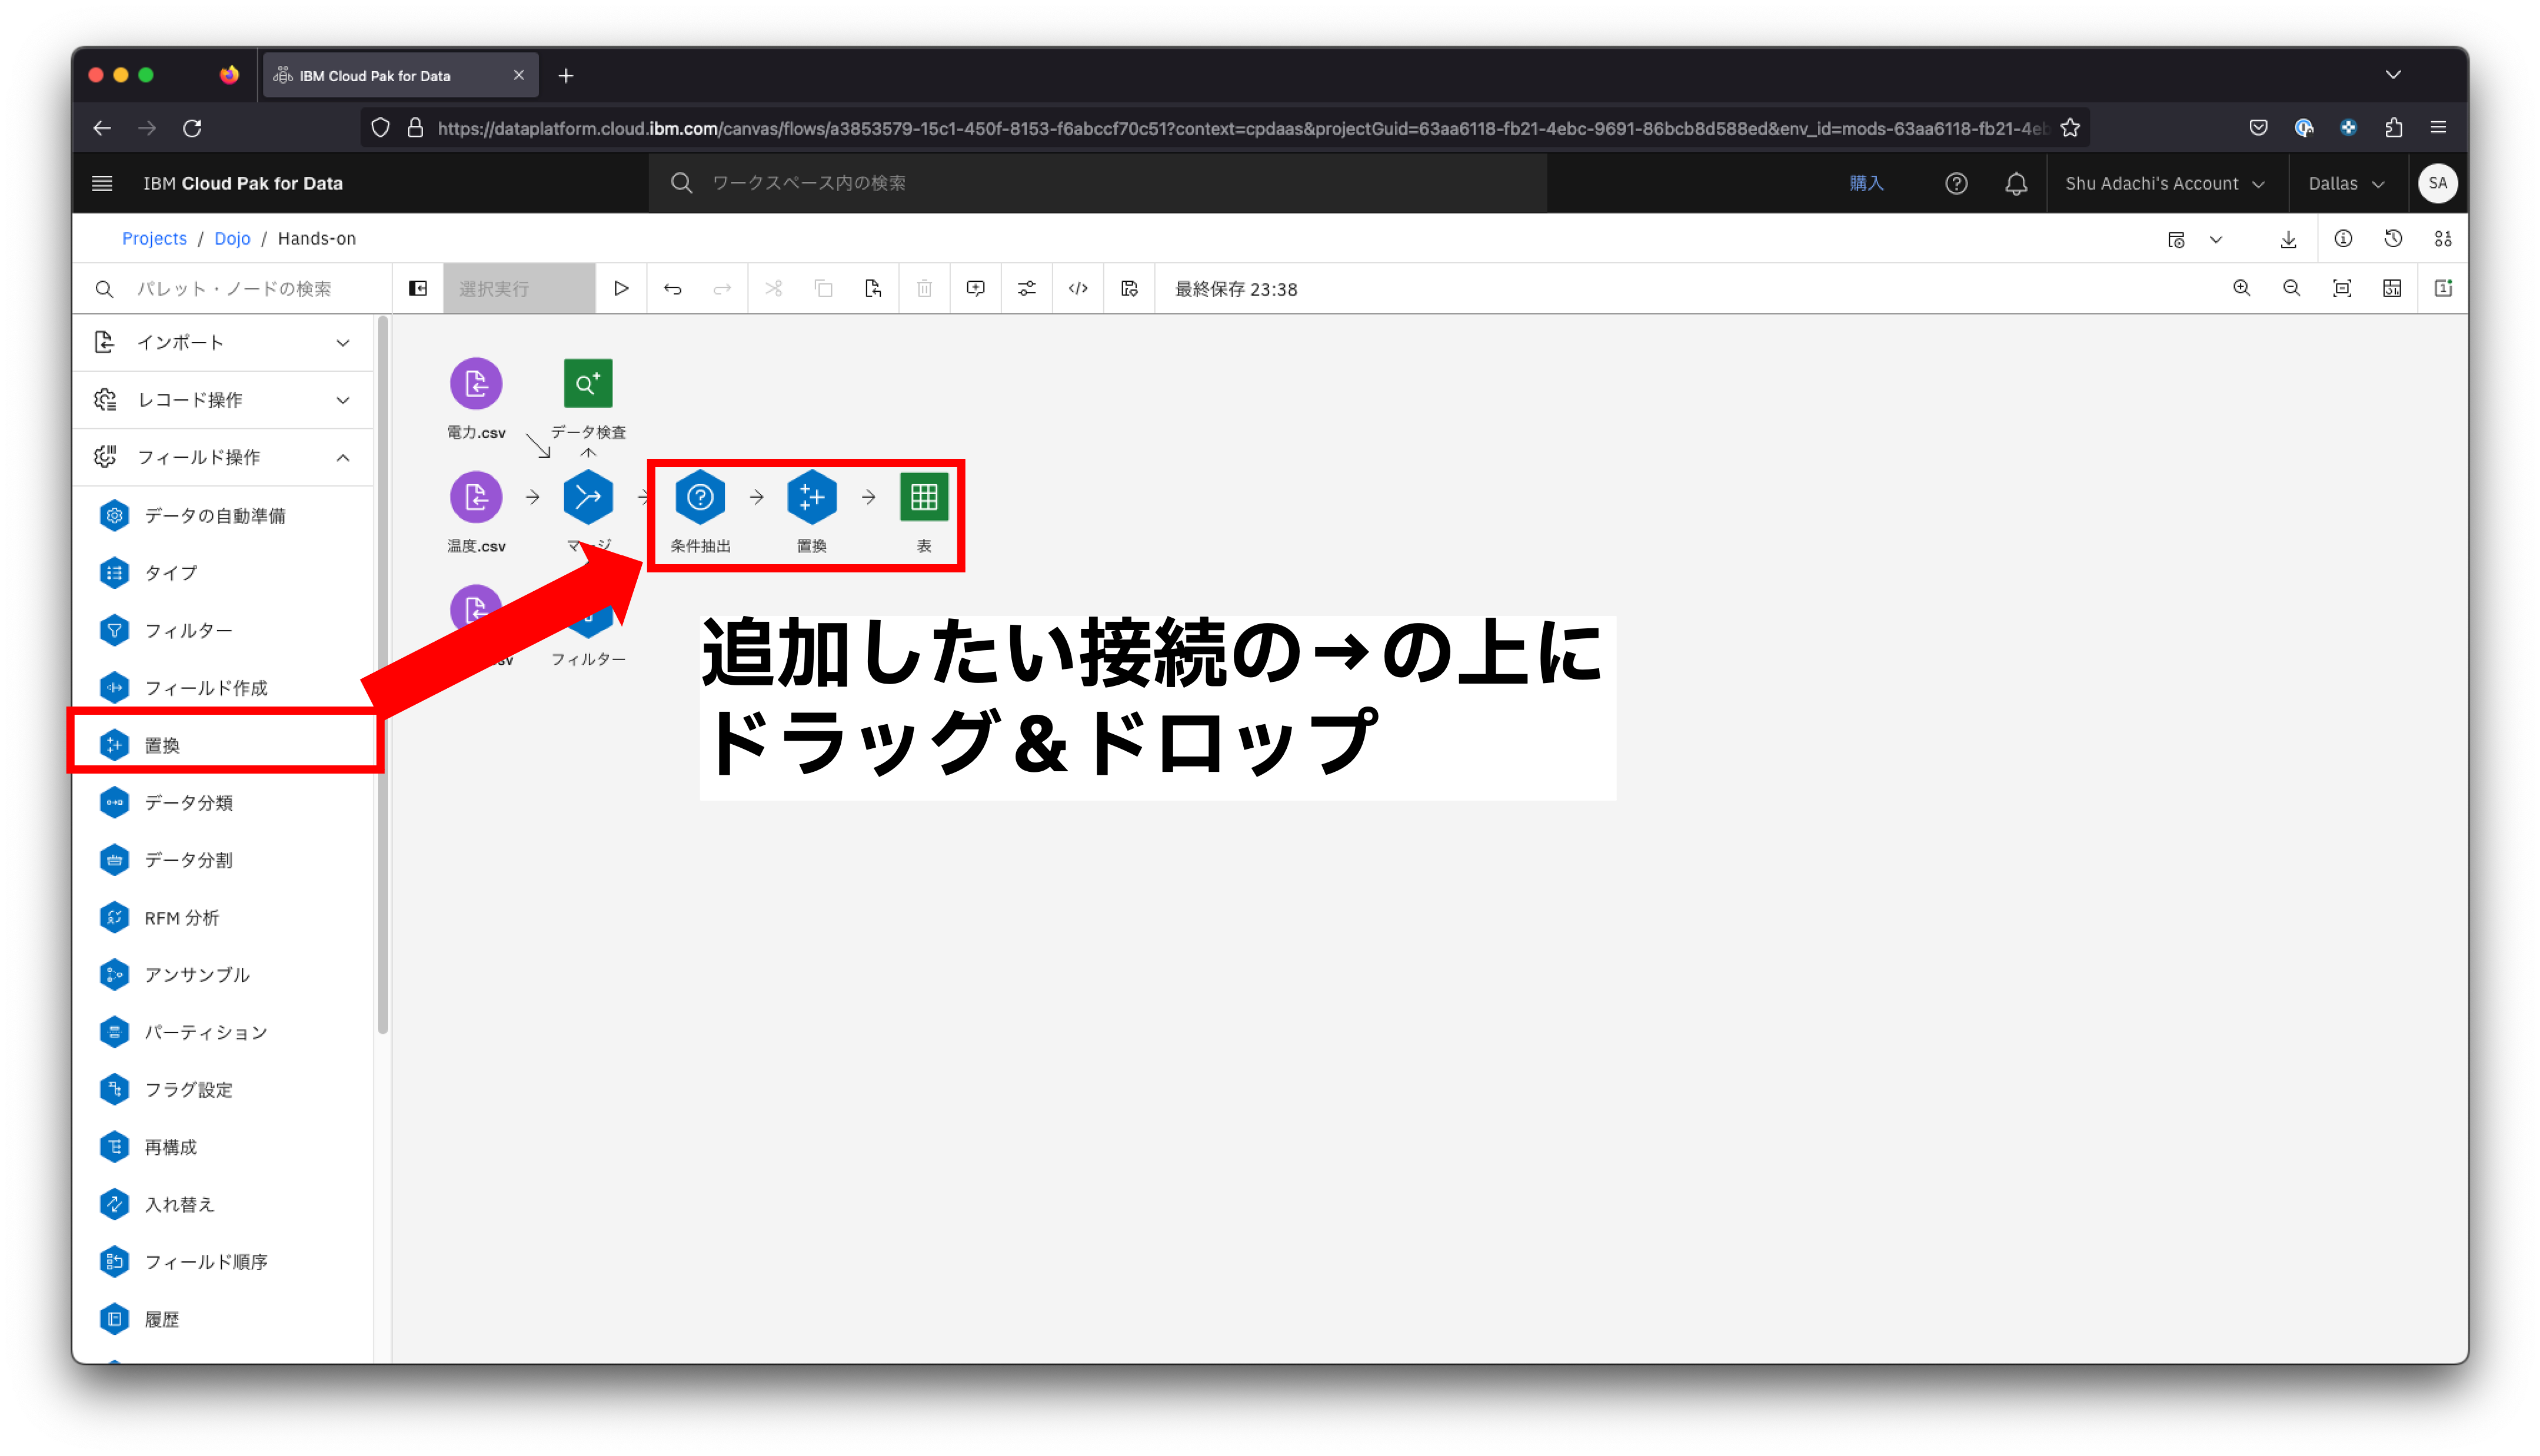 IBM Cloud Pak for Data
https://dataplatform.cloud.ibm.com/canvas/flows/a3853579-15c1-450f-8153-f6abccf70c51?context=cpdaas&projectGuid=63aa6118-fb21-4ebc-9691-86bcb8d588ed&env_id=mods-63aa6118-fb21-4eb
IBM Cloud Pak for Data
ワークスペース内の検索
購入
Shu Adachi's Account
Dallas
SA
Projects / Dojo / Hands-on
パレット・ノードの検索
選択実行
最終保存 23:38
インポート
レコード操作
フィールド操作
データの自動準備
タイプ
フィルター
フィールド作成
置換
データ分類
データ分割
RFM 分析
アンサンブル
パーティション
フラグ設定
再構成
入れ替え
フィールド順序
履歴
電力.csv
データ検査
温度.csv
マージ
条件抽出
置換
表
フィルター
追加したい接続の→の上に
ドラッグ＆ドロップ